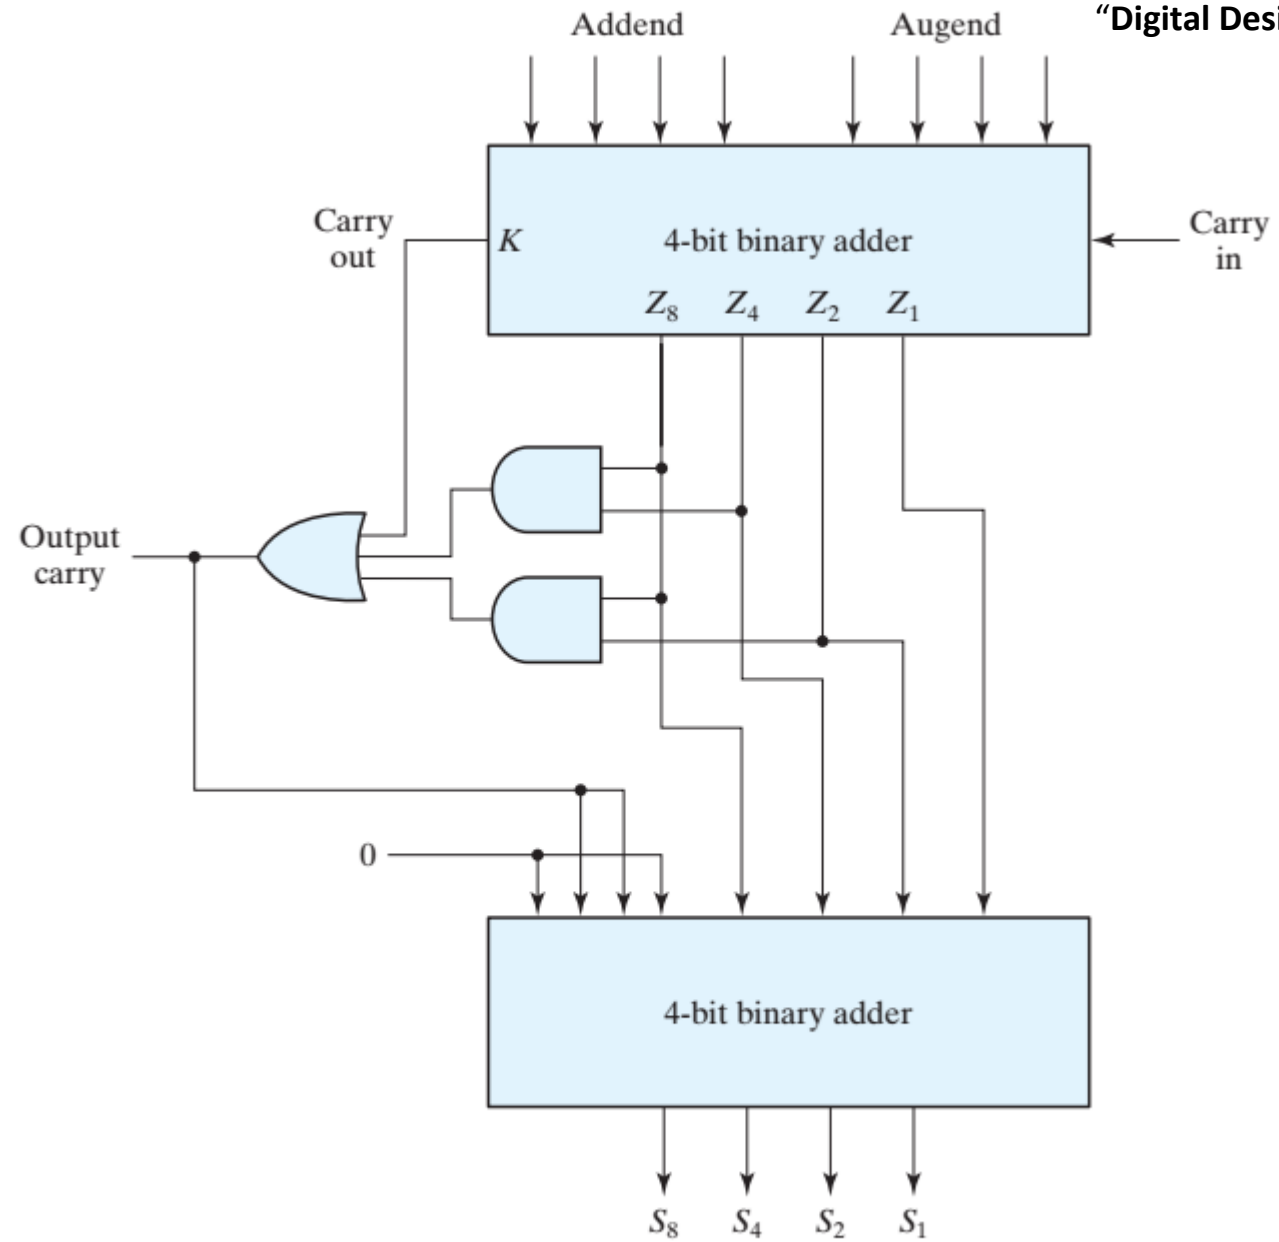 Addend
Augend
“Digital Desi
Carry
out
K
4-bit binary adder
Carry
in
Z8 Z4 Z2 Z1
Output
carry
0
4-bit binary adder
S8 S4 S2 S1